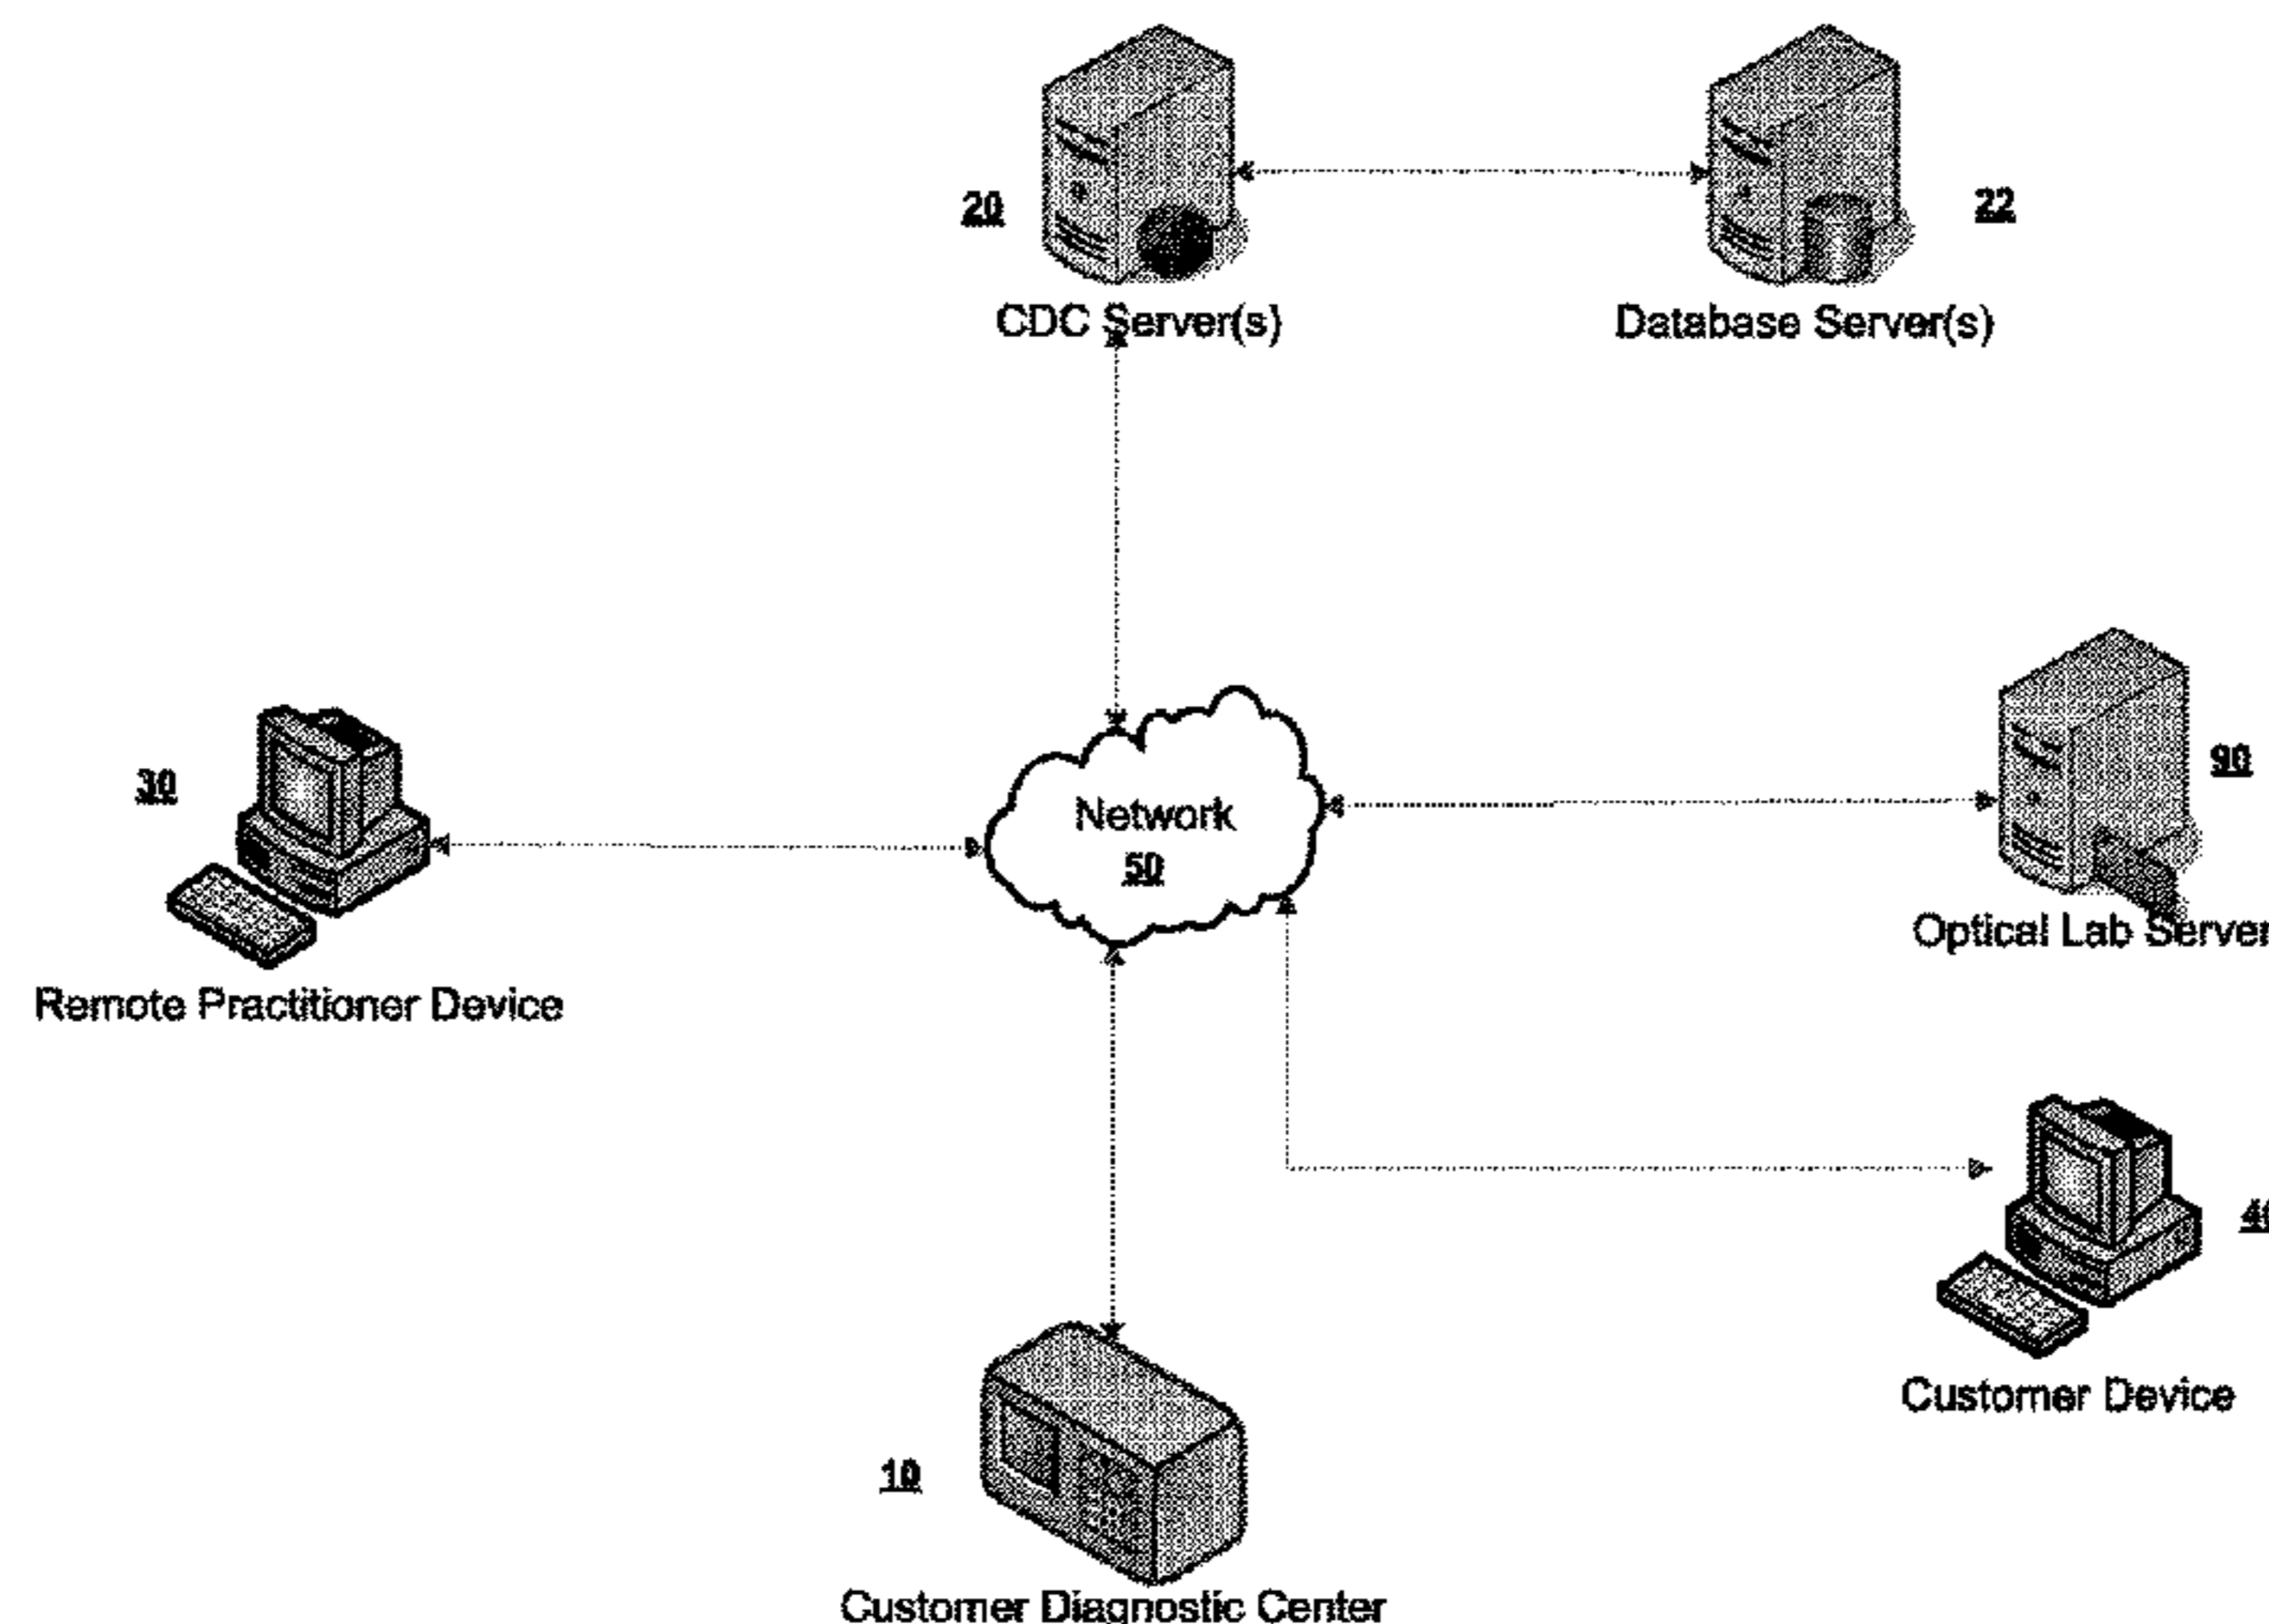 20
22
CDC Server(s)
Database Server(s)
30
Network
50
90
Optical Lab Server
Remote Practitioner Device
Customer Device
10
Customer Diagnostic Center